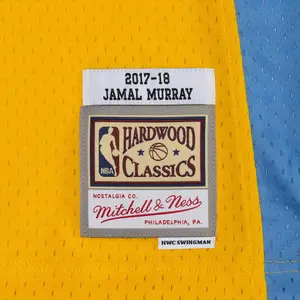 2017-18
JAMAL MURRAY
NBA
HARDWOOD
CLASSICS
NOSTALGIA CO.
Mitchell & Ness
PHILADELPHIA, PA.
HWC SWINGMAN